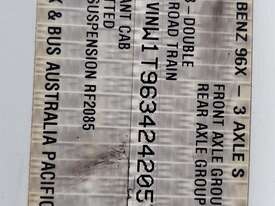 BENZ 96X - 3 AXLE S
FRONT AXLE GROU
REAR AXLE GROUP
-DOUBLE
ROAD TRAIN
VNW1T963424205
ANT CAB
TTED
SUSPENSION RF2085
K & BUS AUSTRALIA PACIFIC